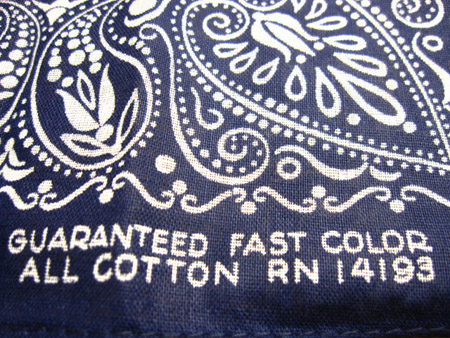 GUARANTEED FAST COLOR
ALL COTTON RN 14193